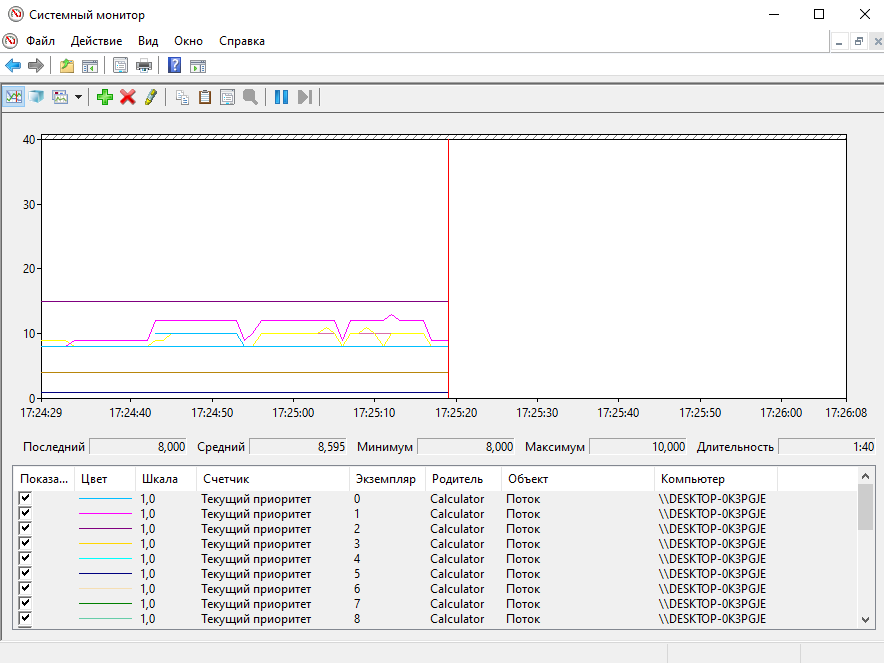 Системный монитор
Файл Действие Вид Окно Справка
40
30
20
10
0
17:24:29 17:24:40 17:24:50 17:25:00 17:25:10 17:25:20 17:25:30 17:25:40 17:25:50 17:26:00 17:26:08
Последний 8,000 Средний 8,595 Минимум 8,000 Максимум 10,000 Длительность 1:40
Показа... Цвет Шкала Счетчик Экземпляр Родитель Объект Компьютер
1,0 Текущий приоритет 0 Calculator Поток \\DESKTOP-0K3PGJE
1,0 Текущий приоритет 1 Calculator Поток \\DESKTOP-0K3PGJE
1,0 Текущий приоритет 2 Calculator Поток \\DESKTOP-0K3PGJE
1,0 Текущий приоритет 3 Calculator Поток \\DESKTOP-0K3PGJE
1,0 Текущий приоритет 4 Calculator Поток \\DESKTOP-0K3PGJE
1,0 Текущий приоритет 5 Calculator Поток \\DESKTOP-0K3PGJE
1,0 Текущий приоритет 6 Calculator Поток \\DESKTOP-0K3PGJE
1,0 Текущий приоритет 7 Calculator Поток \\DESKTOP-0K3PGJE
1,0 Текущий приоритет 8 Calculator Поток \\DESKTOP-0K3PGJE